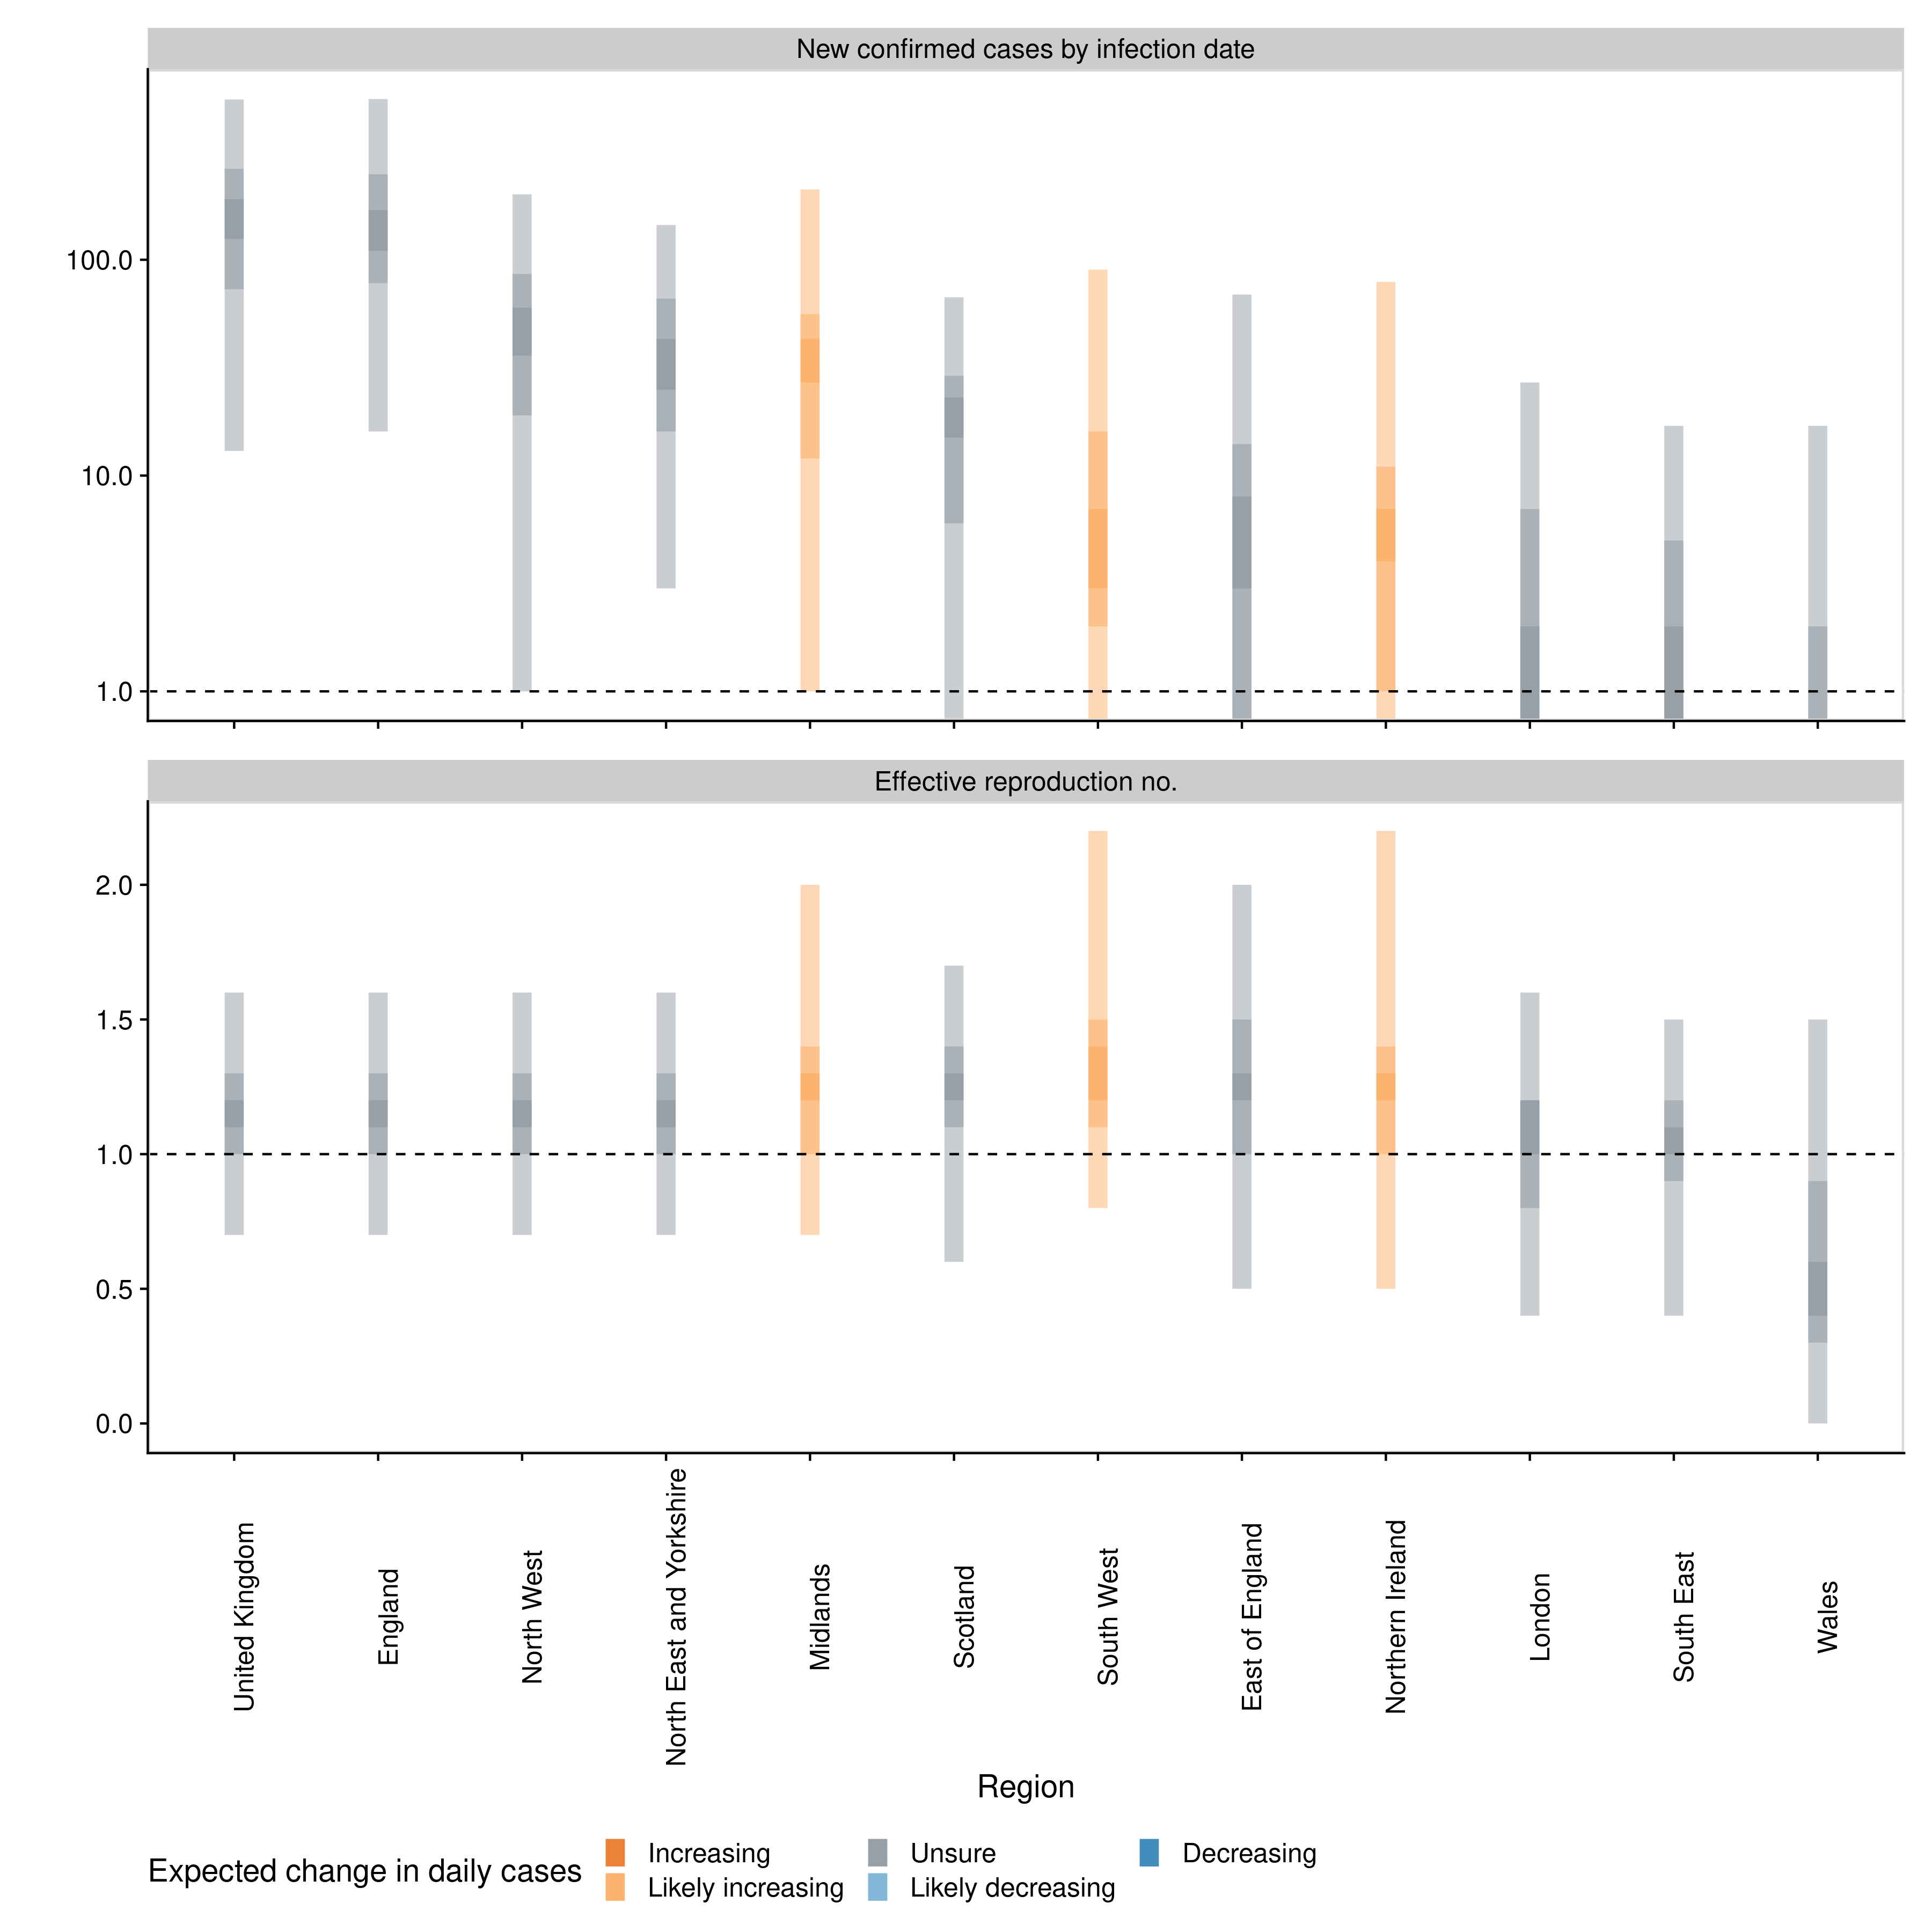 New confirmed cases by infection date
100.0
10.0
1.0
Effective reproduction no.
2.0
1.5
1.0
0.5
0.0
United Kingdom
England
North West
North East and Yorkshire
Midlands
Scotland
South West
East of England
Northern Ireland
London
South East
Wales
Region
Expected change in daily cases
Increasing
Likely increasing
Unsure
Likely decreasing
Decreasing